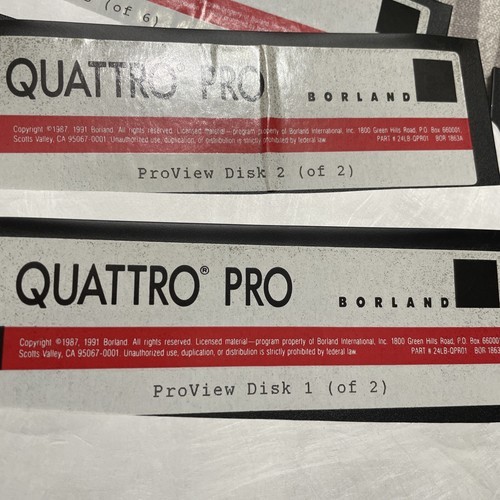 (of 6)
QUATTRO® PRO
BORLAND
Copyright ©1987, 1991 Borland. All rights reserved. Licensed material—program property of Borland International, Inc. 1800 Green Hills Road, P.O. Box 660001,
Scotts Valley, CA 95067-0001. Unauthorized use, duplication, or distribution is strictly prohibited by federal law PART # 24LB-QPR01 BOR 1863A
ProView Disk 2 (of 2)
QUATTRO® PRO
BORLAND
Copyright ©1987, 1991 Borland. All rights reserved. Licensed material—program property of Borland International, Inc. 1800 Green Hills Road, P.O. Box 66000
Scotts Valley, CA 95067-0001. Unauthorized use, duplication, or distribution is strictly prohibited by federal law PART # 24LB-QPR01 BOR 1863
ProView Disk 1 (of 2)